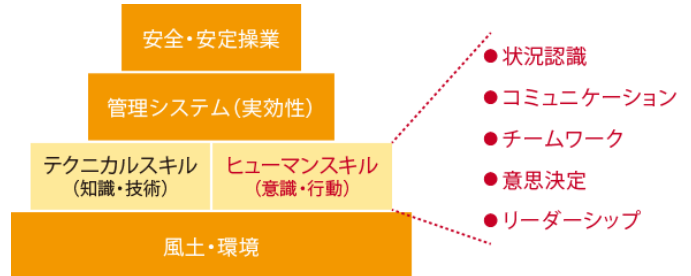 安全・安定操業
管理システム（実効性）
テクニカルスキル
（知識・技術）
ヒューマンスキル
（意識・行動）
風土・環境
●状況認識
●コミュニケーション
●チームワーク
●意思決定
●リーダーシップ